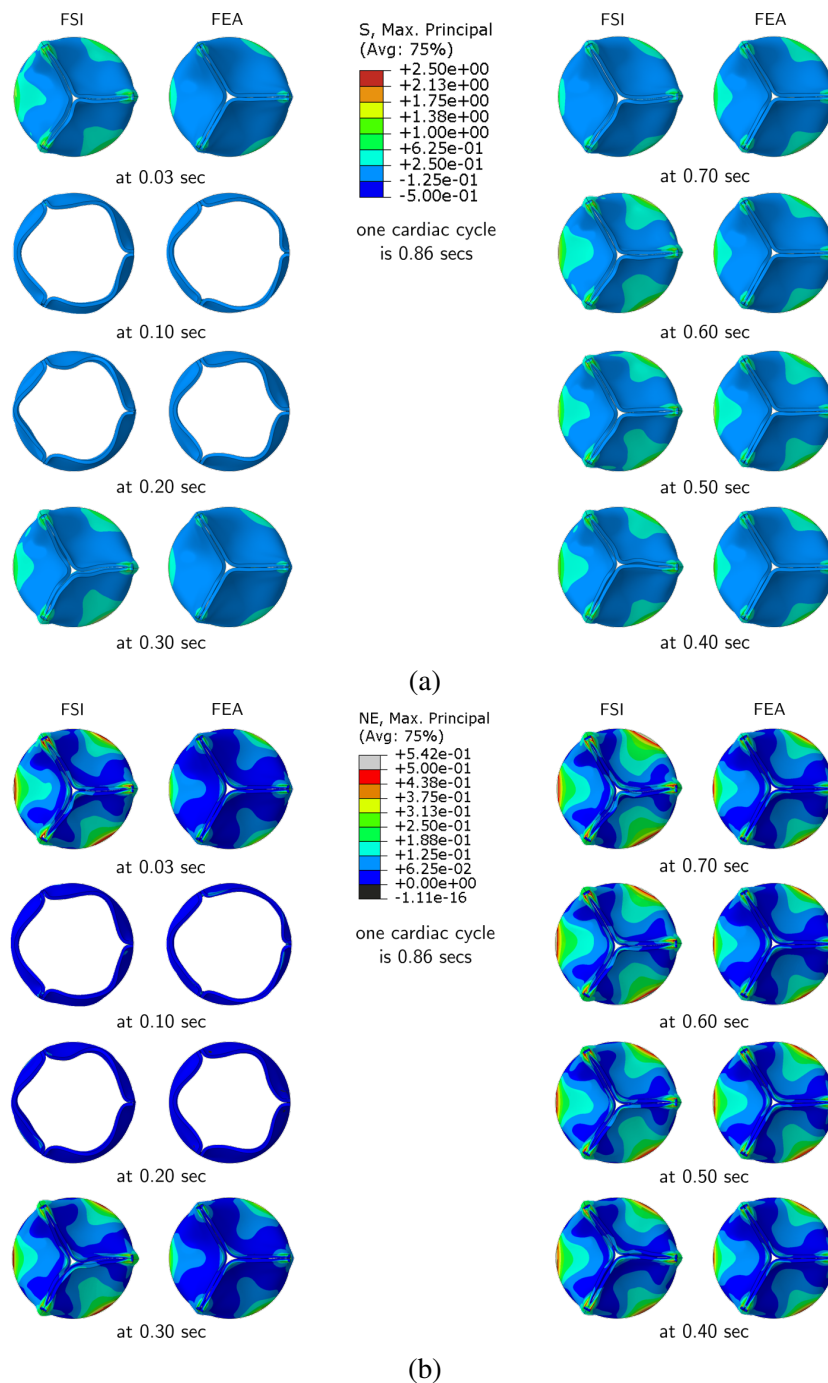 FSI
FEA
at 0.03 sec
at 0.10 sec
at 0.20 sec
at 0.30 sec
S, Max. Principal
(Avg: 75%)
+2.50e+00
+2.13e+00
+1.75e+00
+1.38e+00
+1.00e+00
+6.25e-01
+2.50e-01
-1.25e-01
-5.00e-01
one cardiac cycle
is 0.86 secs
FSI
FEA
at 0.70 sec
at 0.60 sec
at 0.50 sec
at 0.40 sec
(a)
FSI
FEA
at 0.03 sec
at 0.10 sec
at 0.20 sec
at 0.30 sec
NE, Max. Principal
(Avg: 75%)
+5.42e-01
+5.00e-01
+4.38e-01
+3.75e-01
+3.13e-01
+2.50e-01
+1.88e-01
+1.25e-01
+6.25e-02
+0.00e+00
-1.11e-16
one cardiac cycle
is 0.86 secs
FSI
FEA
at 0.70 sec
at 0.60 sec
at 0.50 sec
at 0.40 sec
(b)